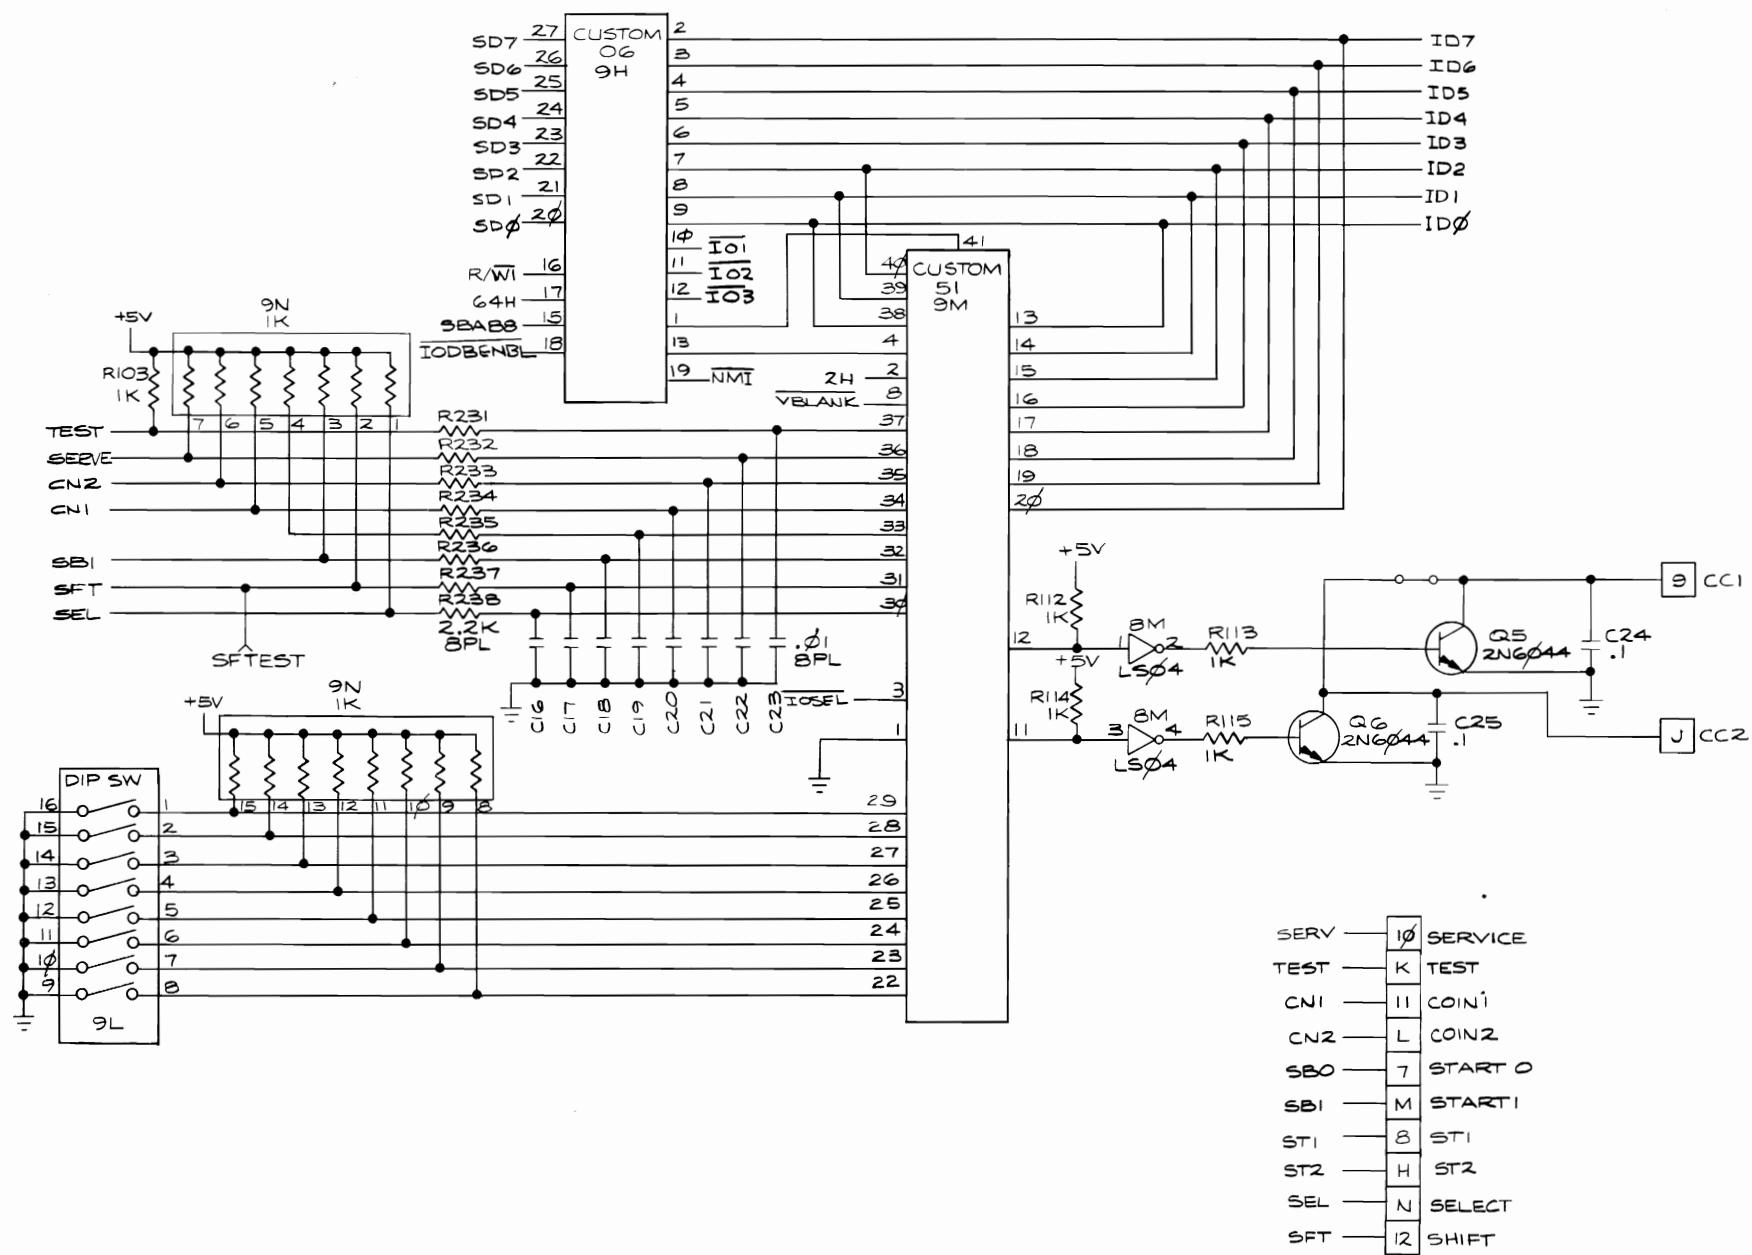 CUSTOM
06
9H
SD7 27
SD6 26
SD5 25
SD4 24
SD3 23
SD2 22
SD1 21
SDØ 2Ø
R/W1 16
64H 17
SBAB8 15
IODBENBL 18
2 ID7
3 ID6
4 ID5
5 ID4
6 ID3
7 ID2
8 ID1
9 IDØ
1Ø IO1
11 IO2
12 IO3
1
13
19 NMI
41
CUSTOM
51
9M
4Ø
39
38
4
2H 2
VBLANK 8
37
36
35
34
33
32
31
3Ø
13
14
15
16
17
18
19
2Ø
+5V
9N
1K
R103
1K
7 6 5 4 3 2 1
TEST
SERVE
CN2
CN1
SB1
SFT
SEL
SFTEST
R231
R232
R233
R234
R235
R236
R237
R238
2.2K
8PL
.Ø1
8PL
C16 C17 C18 C19 C20 C21 C22 C23
IOSEL 3
1
12
11
+5V
R112
1K
1 8M 2
LSØ4
R113
1K
Q5
2N6Ø44
C24
.1
9 CC1
+5V
R114
1K
3 8M 4
LSØ4
R115
1K
Q6
2N6Ø44
C25
.1
J CC2
+5V
9N
1K
15 14 13 12 11 1Ø 9 8
DIP SW
16 1
15 2
14 3
13 4
12 5
11 6
1Ø 7
9 8
9L
29
28
27
26
25
24
23
22
SERV 1Ø SERVICE
TEST K TEST
CN1 11 COIN1
CN2 L COIN2
SB0 7 START 0
SB1 M START1
ST1 8 ST1
ST2 H ST2
SEL N SELECT
SFT 12 SHIFT